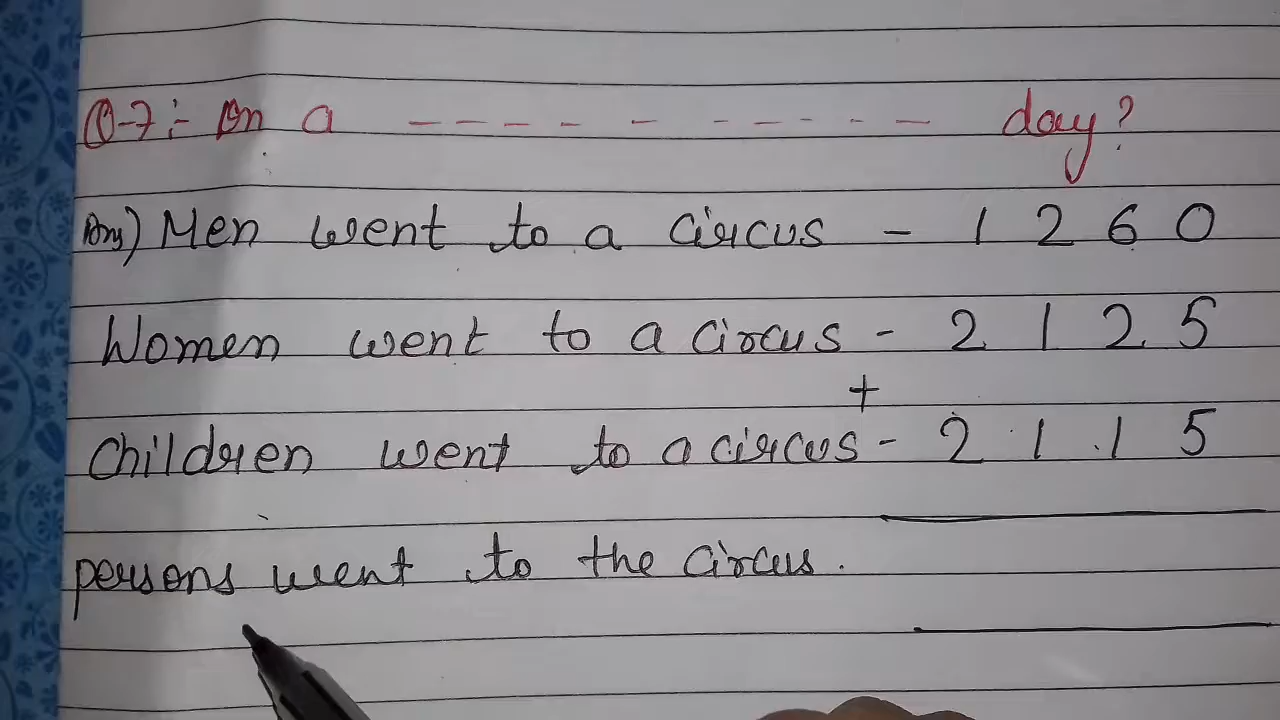 Q-7:- On a - - - - - - - - - - day?
Ans) Men went to a circus - 1 2 6 0
Women went to a circus - 2 1 2 5
+
Children went to a circus - 2 1 1 5
persons went to the circus.